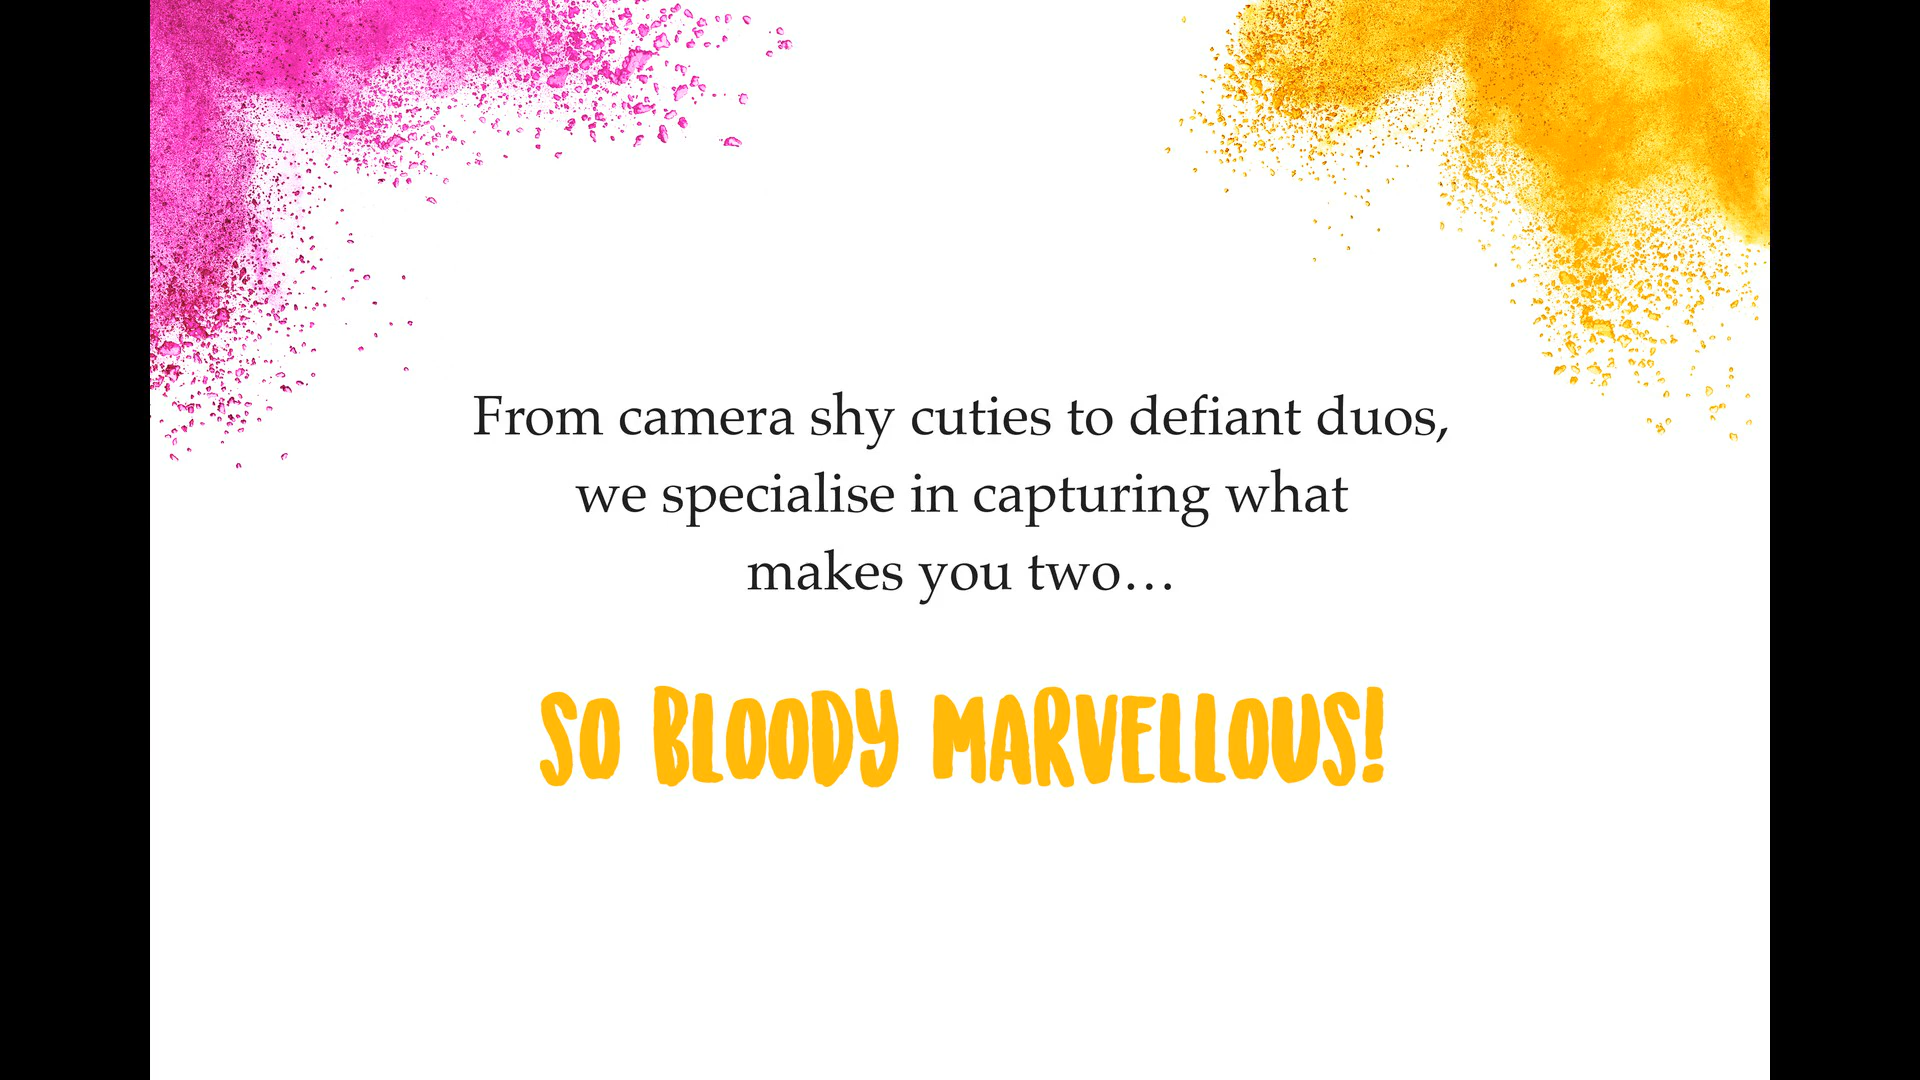 From camera shy cuties to defiant duos,
we specialise in capturing what
makes you two…
SO BLOODY MARVELLOUS!